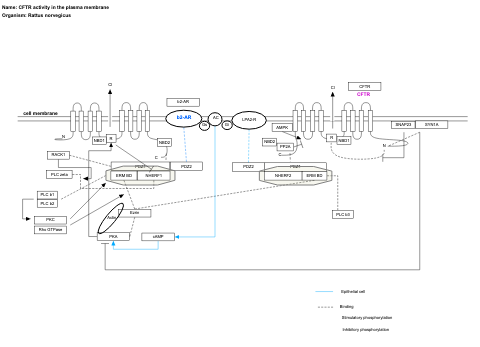 Name: CFTR activity in the plasma membrane
Organism: Rattus norvegicus
Cl
Cl
CFTR
CFTR
b2-AR
cell membrane
b2-AR
AC
LPA2-R
AMPK
SNAP23
SYN1A
N
NBD1
R
NBD2
NBD2
PP2A
R
NBD1
N
RACK1
C
C
PDZ1
PDZ2
PDZ2
PDZ1
PLC zeta
ERM BD
NHERF1
NHERF2
ERM BD
PLC b1
PLC b2
PKC
Rho GTPase
Actin
Ezrin
PLC b3
PKA
cAMP
Epithelial cell
Binding
Stimulatory phosphorylation
Inhibitory phosphorylation